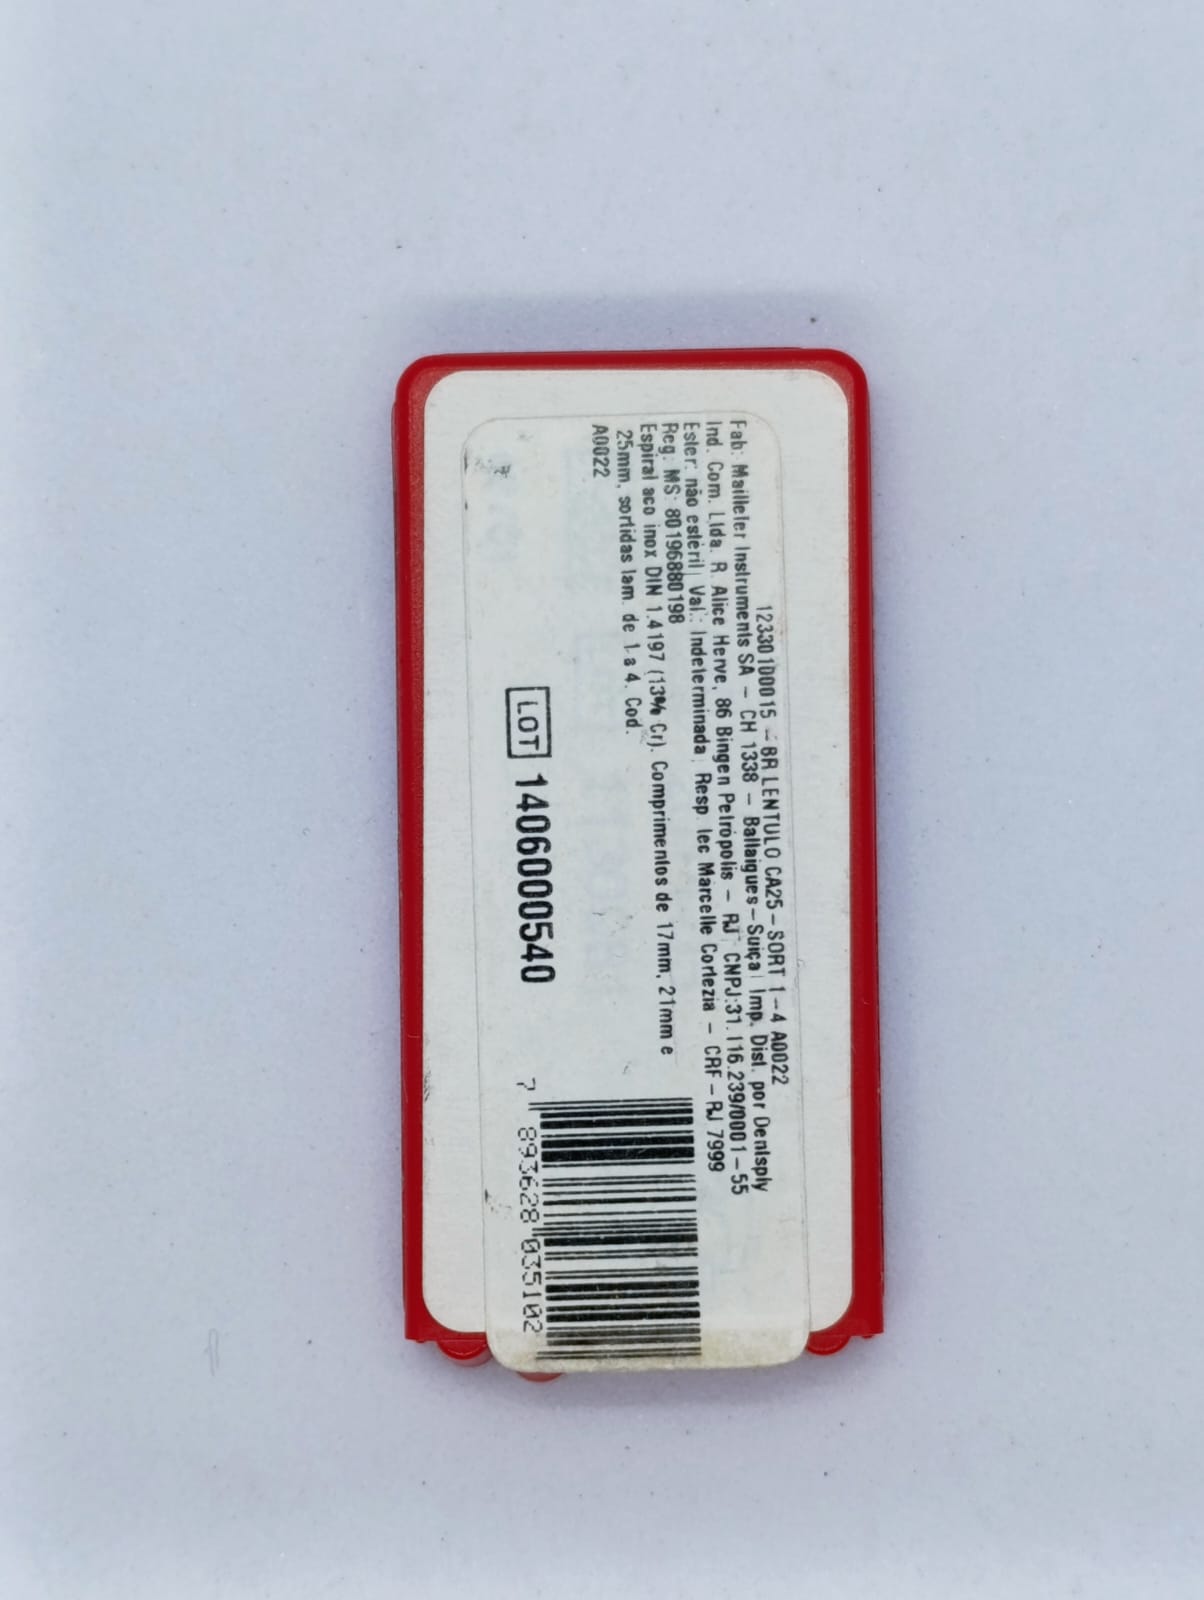 123301D0015 - BR LENTULO CA25 - SORT 1-4 A0022
Fab: Maillefer Instruments SA - CH 1338 - Ballaigues-Suiça| Imp. Dist. por Dentsply
Ind. Com. Ltda. R. Alice Herve, 86 Bingen Petrópolis - RJ| CNPJ:31.116.239/0001-55
Ester: não estéril| Val.: Indeterminada| Resp tec Marcelle Cortezia - CRF-RJ 7999
Reg: MS: 80196880198
Espiral aco inox DIN 1.4197 (13% Cr). Comprimentos de 17mm, 21mm e
25mm, sortidas tam. de 1 a 4. Cod.
A0022
LOT 1406000540
7 893628 035102